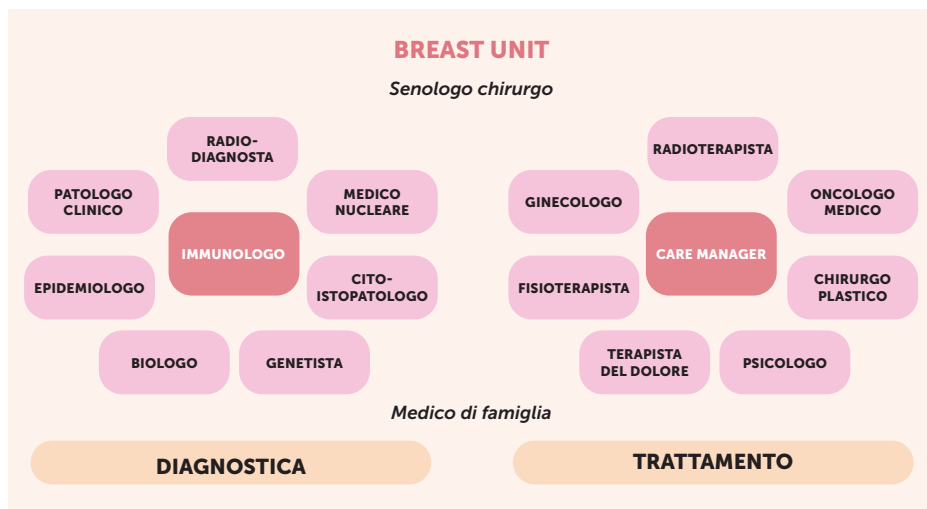 BREAST UNIT
Senologo chirurgo
RADIO-
DIAGNOSTA
PATOLOGO
CLINICO
MEDICO
NUCLEARE
IMMUNOLOGO
EPIDEMIOLOGO
CITO-
ISTOPATOLOGO
BIOLOGO
GENETISTA
RADIOTERAPISTA
GINECOLOGO
ONCOLOGO
MEDICO
CARE MANAGER
FISIOTERAPISTA
CHIRURGO
PLASTICO
TERAPISTA
DEL DOLORE
PSICOLOGO
Medico di famiglia
DIAGNOSTICA
TRATTAMENTO